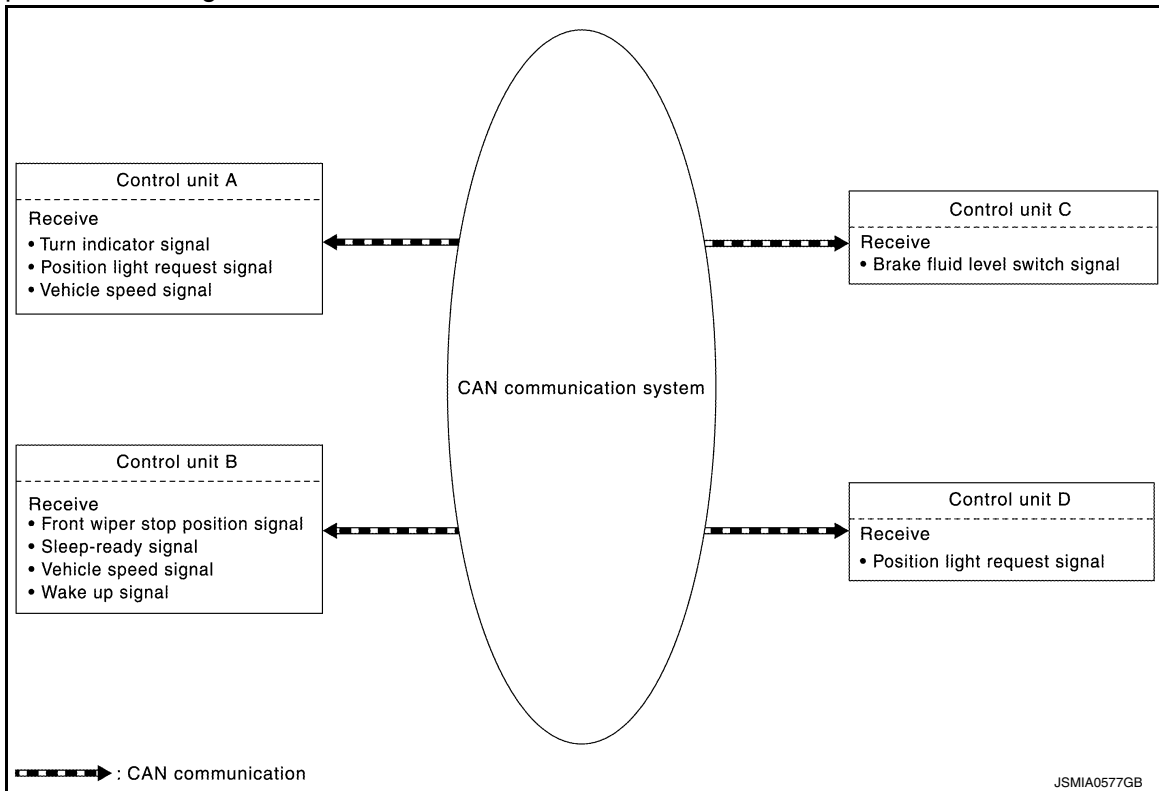 Control unit A
Receive
• Turn indicator signal
• Position light request signal
• Vehicle speed signal
Control unit B
Receive
• Front wiper stop position signal
• Sleep-ready signal
• Vehicle speed signal
• Wake up signal
CAN communication system
Control unit C
Receive
• Brake fluid level switch signal
Control unit D
Receive
• Position light request signal
: CAN communication
JSMIA0577GB